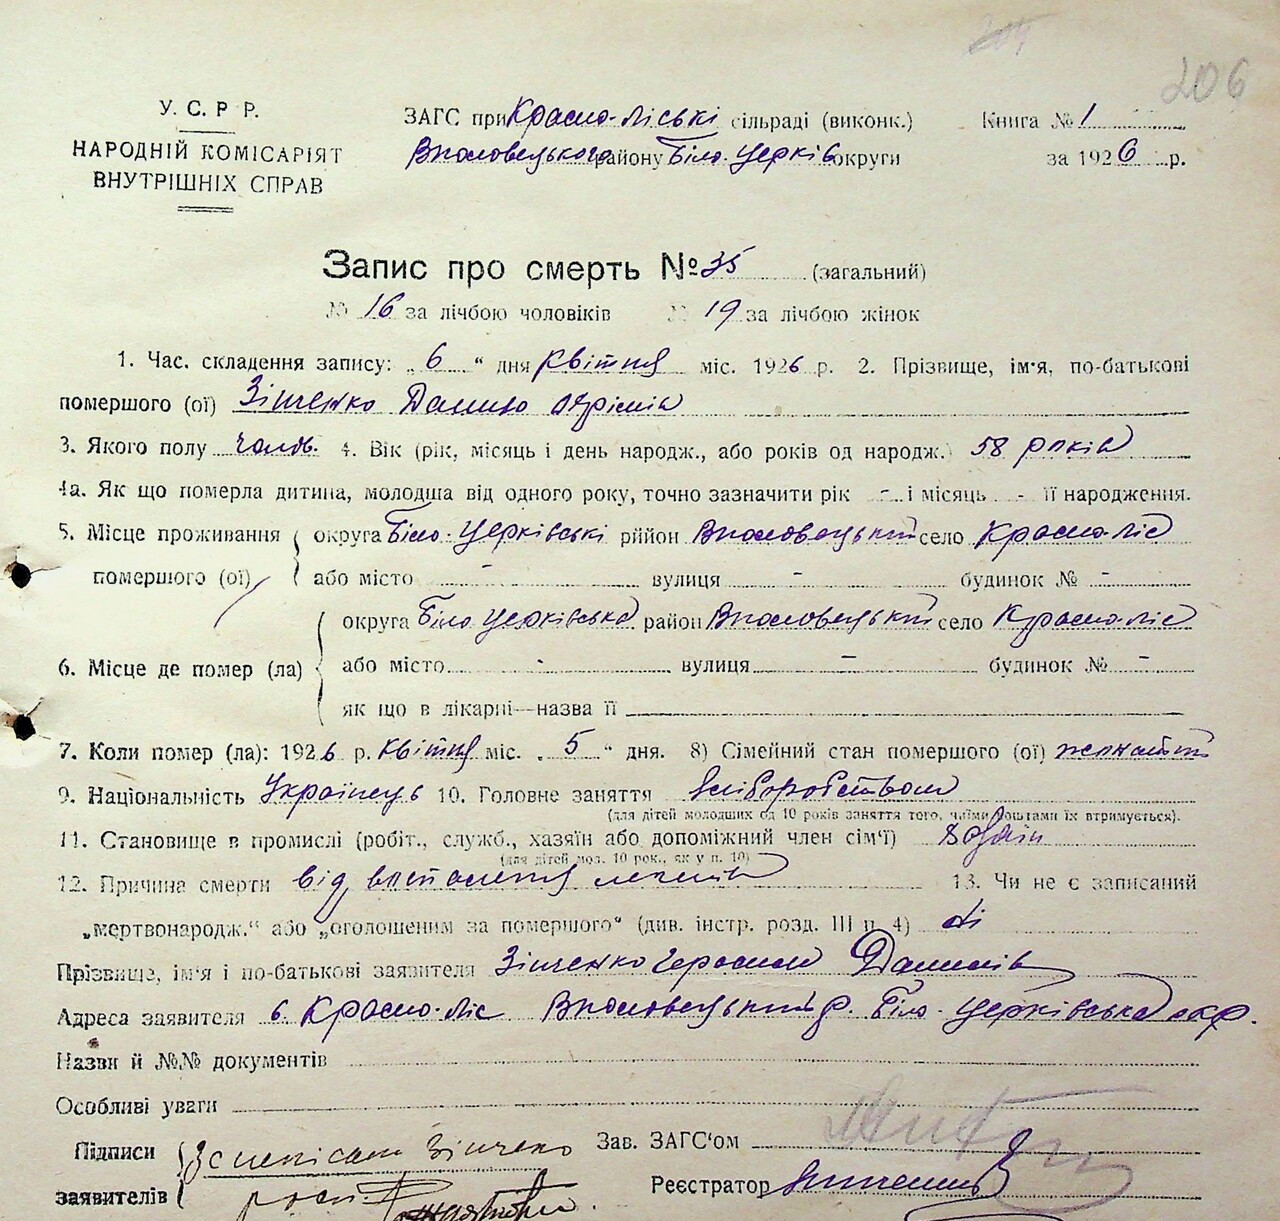 206
У. С. Р Р.
НАРОДНІЙ КОМІСАРІЯТ
ВНУТРІШНІХ СПРАВ
ЗАГС при Красно-ліські сільраді (виконк.)
району Біло-Церків округи
Книга № 1
за 1926 р.
Запис про смерть № 35 (загальний)
№ 16 за лічбою чоловіків № 19 за лічбою жінок
1. Час. складення запису: „ 6 “ дня квітня міс. 1926 р. 2. Прізвище, ім'я, по-батькові
помершого (ої) Зінченко Данило
3. Якого полу чолов. 4. Вік (рік, місяць і день народж., або років од народж.) 58 років
4а. Як що померла дитина, молодша від одного року, точно зазначити рік - і місяць - її народження.
5. Місце проживання округа Біло-Церківські район село Красно-ліс
помершого (ої) або місто - вулиця - будинок № -
округа Біло Церківська район село Красно-ліс
6. Місце де помер (ла) або місто - вулиця - будинок № -
як що в лікарні—назва її
7. Коли помер (ла): 1926 р. квітня міс. „ 5 “ дня. 8) Сімейний стан помершого (ої) жонатий
9. Національність Українець 10. Головне заняття хліборобством
(для дітей молодших од 10 років заняття того, чиїми коштами їх втримується).
11. Становище в промислі (робіт., служб., хазяїн або допоміжний член сім'ї) хозяін
(для дітей мол. 10 рок., як у п. 10)
12. Причина смерти від воспаления легких 13. Чи не є записаний
„мертвонародж.“ або „оголошеним за помершого“ (див. інстр. розд. III п. 4) ні
Прізвище, ім'я і по-батькові заявителя Зінченко Герасим Данилів
Адреса заявителя с. Красно-ліс р. Біло-Церківська окр.
Назви й №№ документів
Особливі уваги
Підписи За неписьм Зінченко Зав. ЗАГС'ом
заявителів Реєстратор